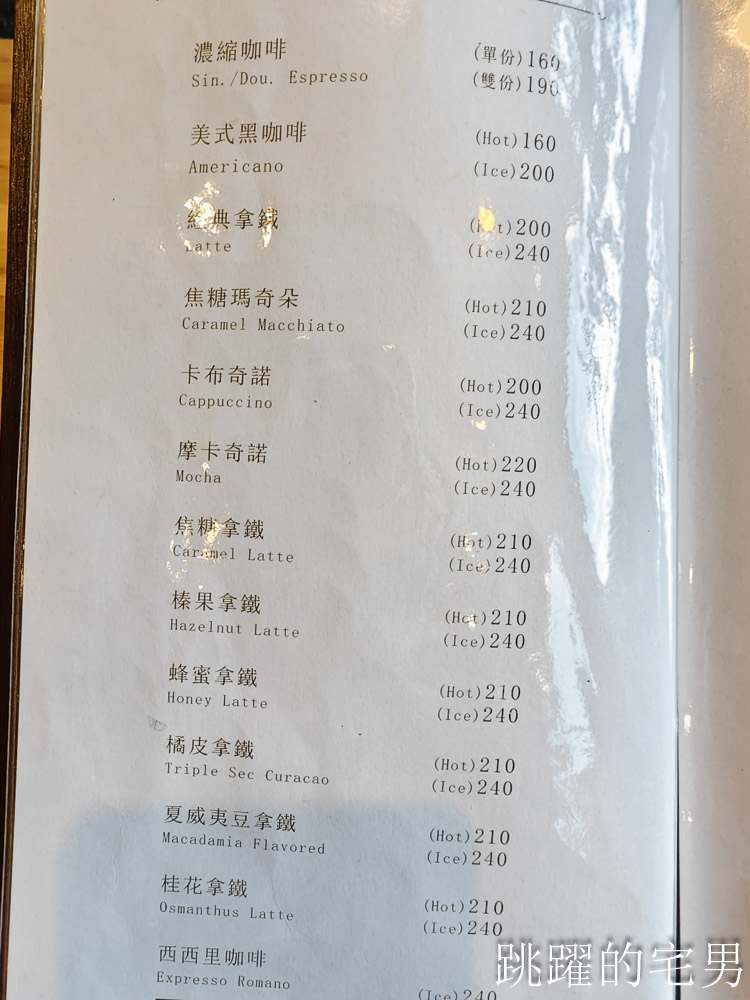 濃縮咖啡 (單份)160
Sin./Dou. Espresso (雙份)190
美式黑咖啡 (Hot)160
Americano (Ice)200
經典拿鐵 (Hot)200
Latte (Ice)240
焦糖瑪奇朵 (Hot)210
Caramel Macchiato (Ice)240
卡布奇諾 (Hot)200
Cappuccino (Ice)240
摩卡奇諾 (Hot)220
Mocha (Ice)240
焦糖拿鐵 (Hot)210
Caramel Latte (Ice)240
榛果拿鐵 (Hot)210
Hazelnut Latte (Ice)240
蜂蜜拿鐵 (Hot)210
Honey Latte (Ice)240
橘皮拿鐵 (Hot)210
Triple Sec Curacao (Ice)240
夏威夷豆拿鐵 (Hot)210
Macadamia Flavored (Ice)240
桂花拿鐵 (Hot)210
Osmanthus Latte (Ice)240
西西里咖啡
Expresso Romano (Ice)240
跳躍的宅男